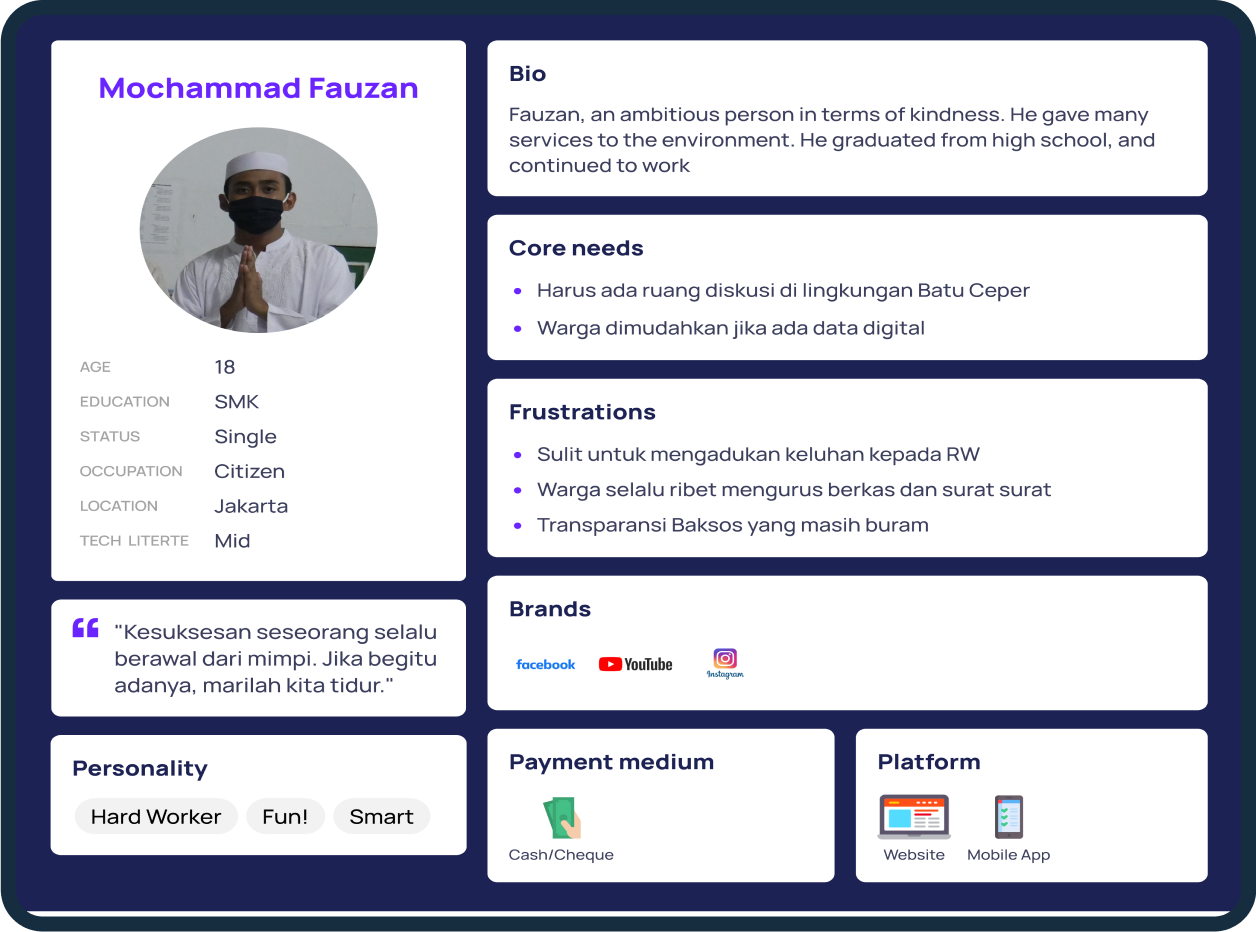 Mochammad Fauzan
AGE 18
EDUCATION SMK
STATUS Single
OCCUPATION Citizen
LOCATION Jakarta
TECH LITERTE Mid
"Kesuksesan seseorang selalu
berawal dari mimpi. Jika begitu
adanya, marilah kita tidur."
Personality
Hard Worker Fun! Smart
Bio
Fauzan, an ambitious person in terms of kindness. He gave many
services to the environment. He graduated from high school, and
continued to work
Core needs
• Harus ada ruang diskusi di lingkungan Batu Ceper
• Warga dimudahkan jika ada data digital
Frustrations
• Sulit untuk mengadukan keluhan kepada RW
• Warga selalu ribet mengurus berkas dan surat surat
• Transparansi Baksos yang masih buram
Brands
facebook YouTube Instagram
Payment medium
Cash/Cheque
Platform
Website Mobile App